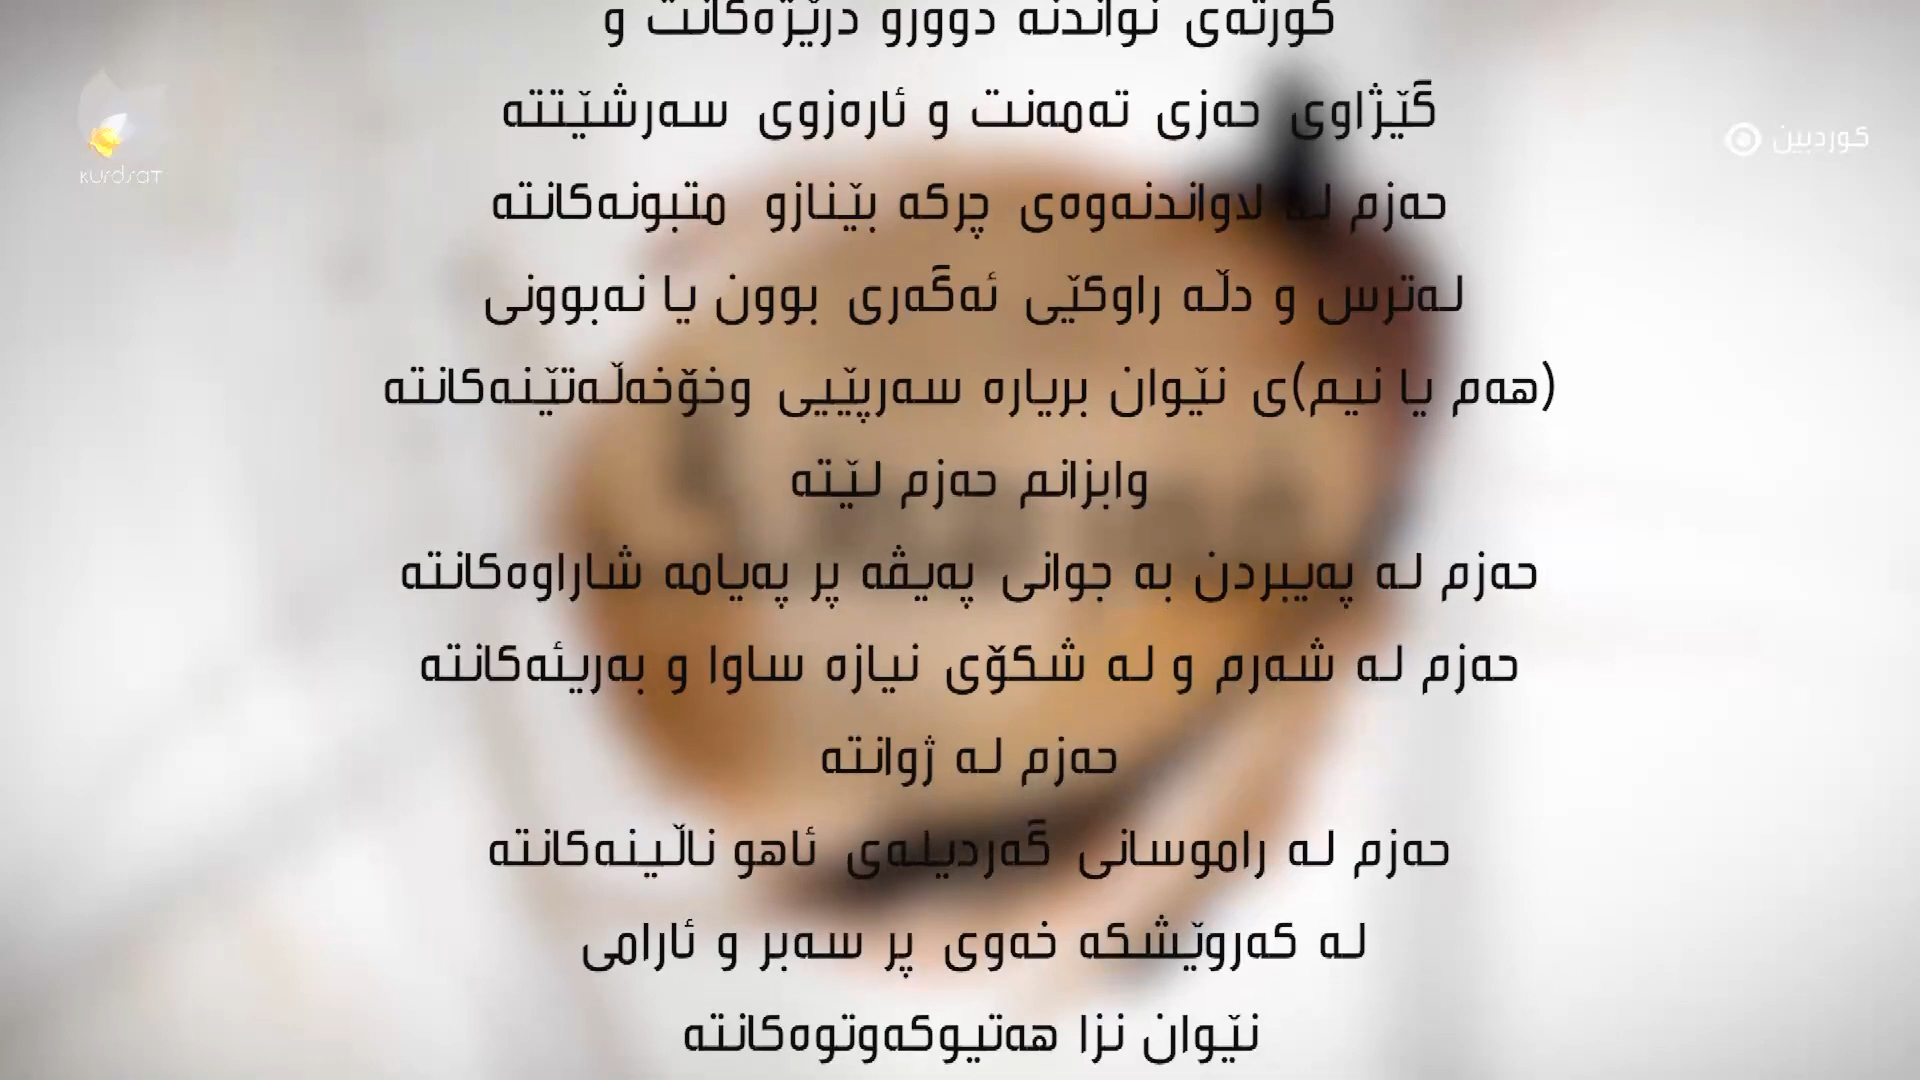 کورتەی نواندنە دوورو درێژەکانت و
گێژاوی حەزی تەمەنت و ئارەزوی سەرشێتتە
حەزم لە لاواندنەوەی چرکە بێنازو متبونەکانتە
لەترس و دڵە راوکێی ئەگەری بوون یا نەبوونی
(هەم یا نیم)ی نێوان بریارە سەرپێیی وخۆخەڵەتێنەکانتە
وابزانم حەزم لێتە
حەزم لە پەیبردن بە جوانی پەیڤە پر پەیامە شاراوەکانتە
حەزم لە شەرم و لە شکۆی نیازە ساوا و بەریئەکانتە
حەزم لە ژوانتە
حەزم لە راموسانی گەردیلەی ئاهو ناڵینەکانتە
لە کەروێشکە خەوی پر سەبر و ئارامی
نێوان نزا هەتیوکەوتوەکانتە
kurdsat
کوردبین